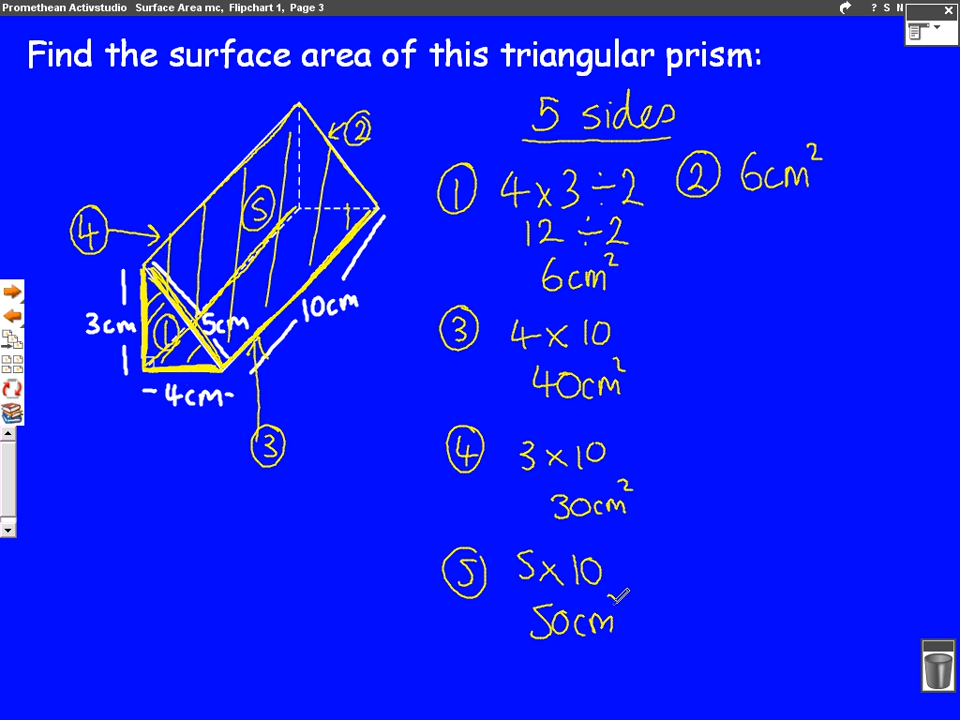 Promethean Activstudio Surface Area mc, Flipchart 1, Page 3
? S N
Find the surface area of this triangular prism:
5 sides
① 4 x 3 ÷ 2
12 ÷ 2
6cm²
② 6cm²
③ 4 x 10
40cm²
④ 3 x 10
30cm²
⑤ 5 x 10
50cm²
②
5
4
3cm
1
5cm
10cm
4cm
3